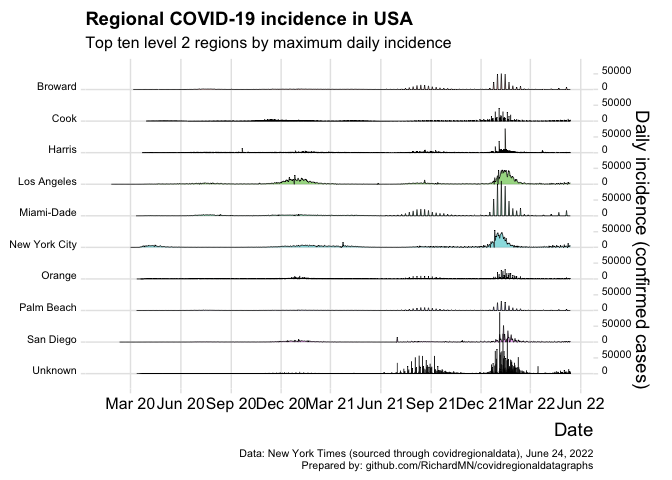 Regional COVID-19 incidence in USA
Top ten level 2 regions by maximum daily incidence
Broward
Cook
Harris
Los Angeles
Miami-Dade
New York City
Orange
Palm Beach
San Diego
Unknown
50000
0
50000
0
50000
0
50000
0
50000
0
50000
0
50000
0
50000
0
50000
0
50000
0
Daily incidence (confirmed cases)
Mar 20 Jun 20 Sep 20 Dec 20 Mar 21 Jun 21 Sep 21 Dec 21 Mar 22 Jun 22
Date
Data: New York Times (sourced through covidregionaldata), June 24, 2022
Prepared by: github.com/RichardMN/covidregionaldatagraphs